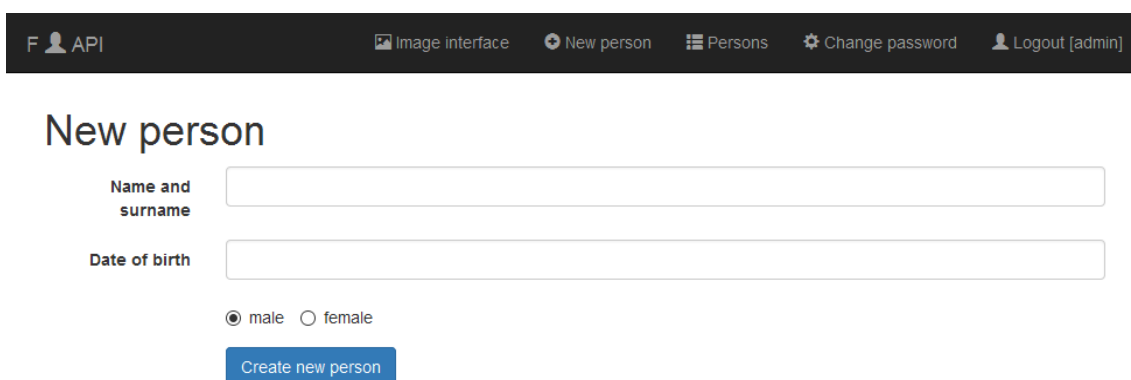 F API Image interface New person Persons Change password Logout [admin]
New person
Name and
surname
Date of birth
male female
Create new person